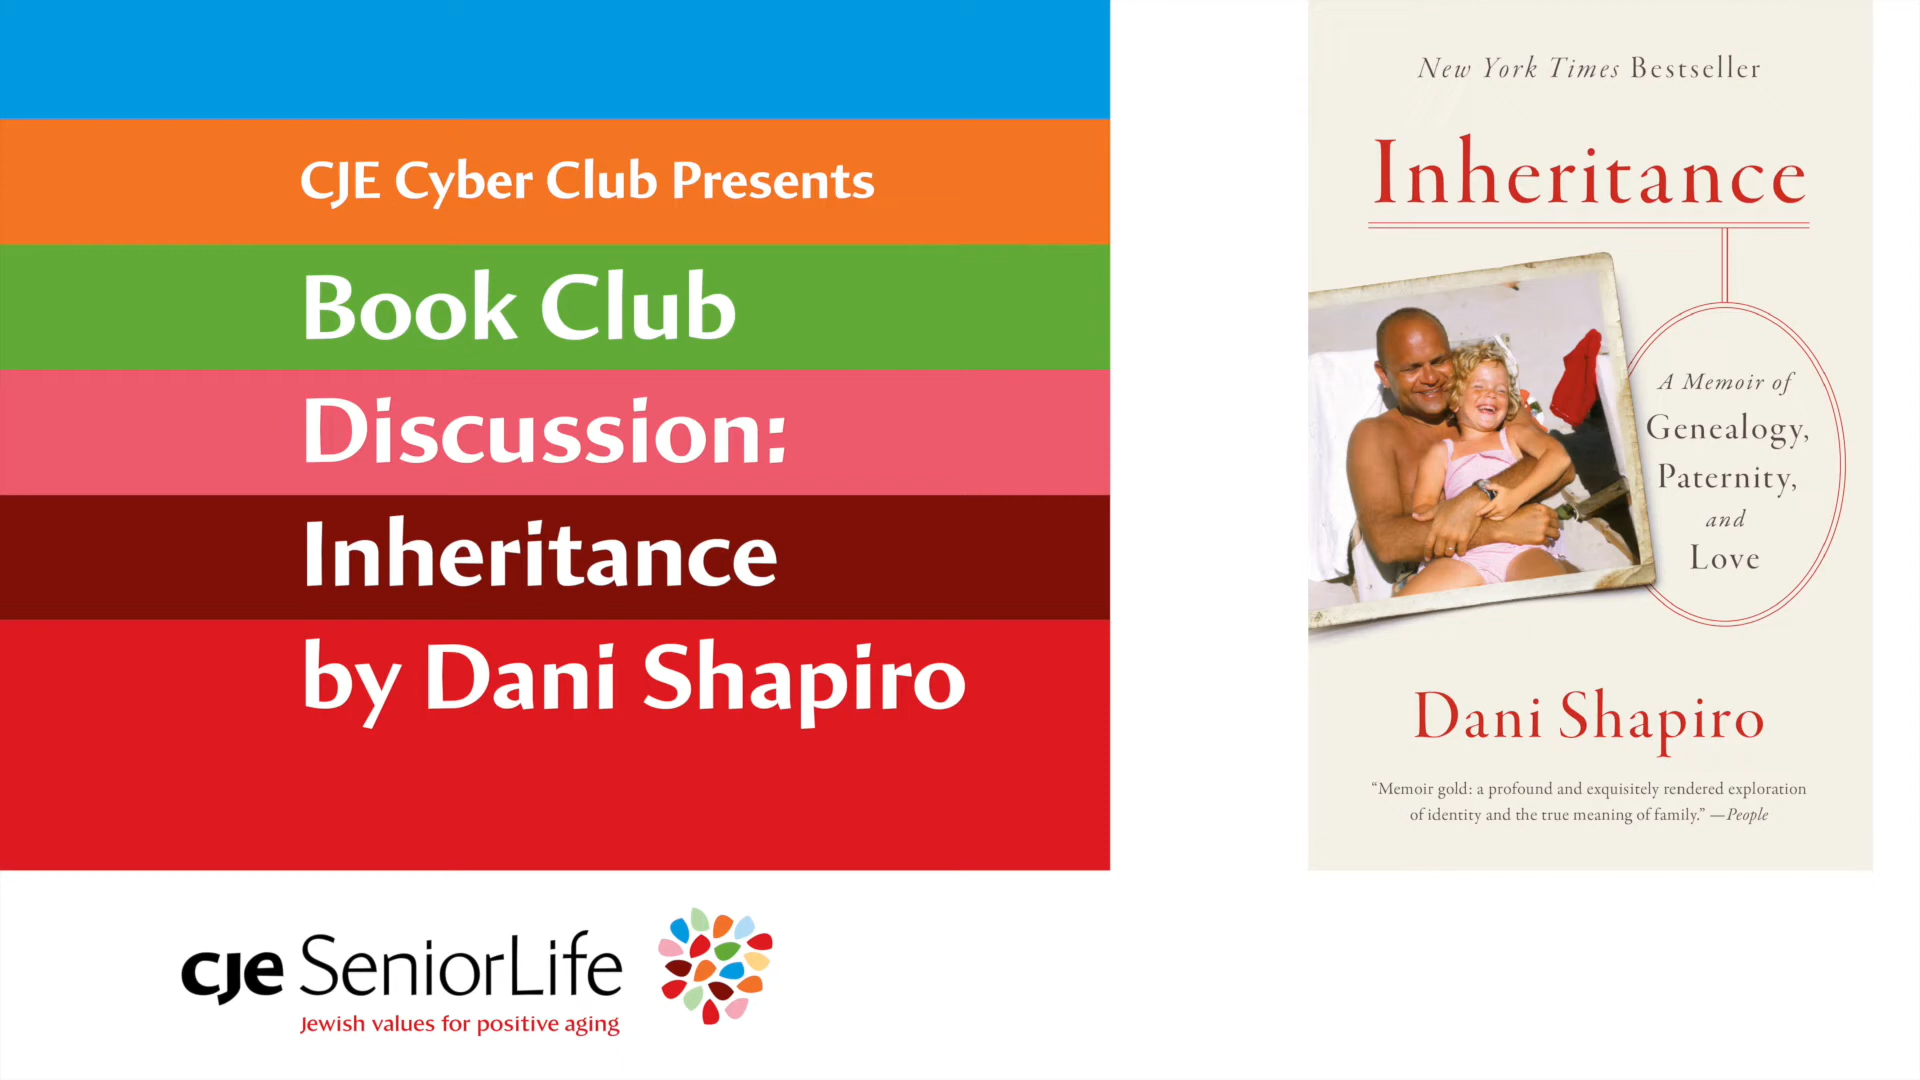 CJE Cyber Club Presents
Book Club
Discussion:
Inheritance
by Dani Shapiro
cje SeniorLife
Jewish values for positive aging
New York Times Bestseller
Inheritance
A Memoir of
Genealogy,
Paternity,
and
Love
Dani Shapiro
“Memoir gold: a profound and exquisitely rendered exploration
of identity and the true meaning of family.” —People